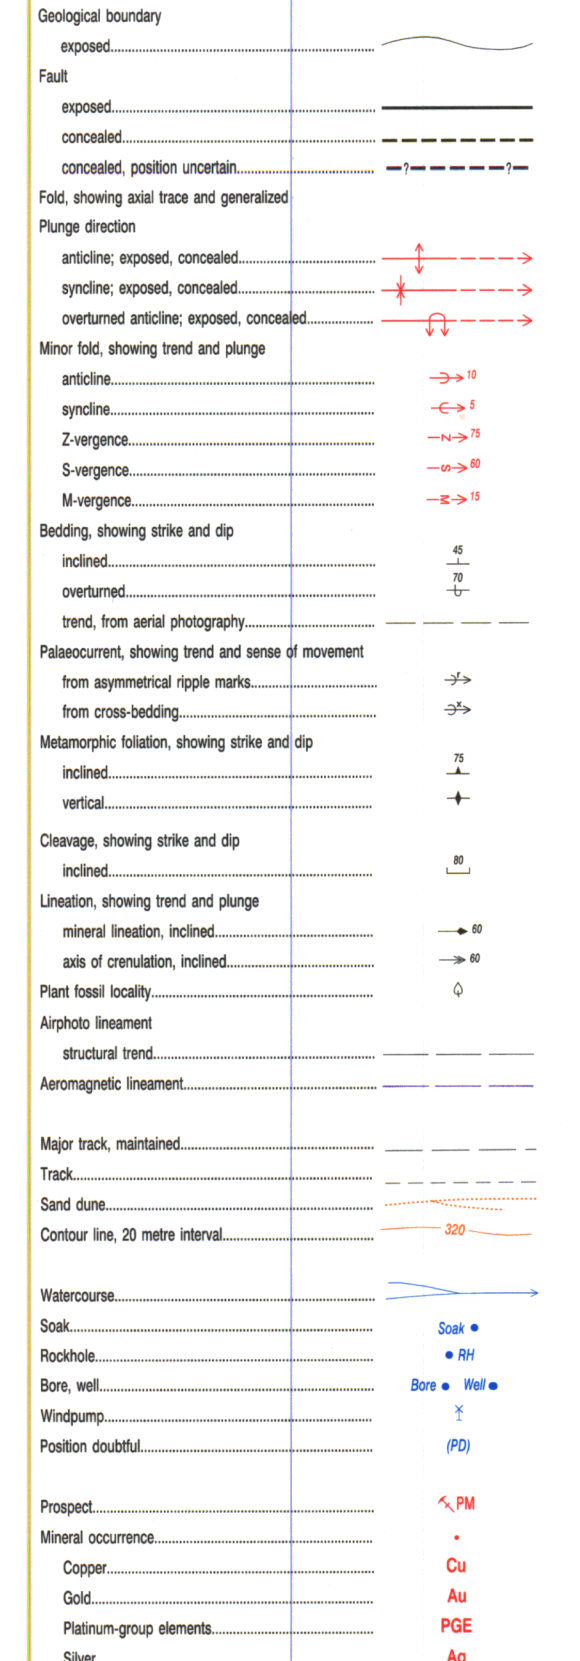 Geological boundary
exposed
Fault
exposed
concealed
concealed, position uncertain ? ?
Fold, showing axial trace and generalized
Plunge direction
anticline; exposed, concealed
syncline; exposed, concealed
overturned anticline; exposed, concealed
Minor fold, showing trend and plunge
anticline 10
syncline 5
Z-vergence Z 75
S-vergence S 60
M-vergence M 15
Bedding, showing strike and dip
inclined 45
overturned 70
trend, from aerial photography
Palaeocurrent, showing trend and sense of movement
from asymmetrical ripple marks r
from cross-bedding x
Metamorphic foliation, showing strike and dip
inclined 75
vertical
Cleavage, showing strike and dip
inclined 80
Lineation, showing trend and plunge
mineral lineation, inclined 60
axis of crenulation, inclined 60
Plant fossil locality
Airphoto lineament
structural trend
Aeromagnetic lineament
Major track, maintained
Track
Sand dune
Contour line, 20 metre interval 320
Watercourse
Soak Soak
Rockhole RH
Bore, well Bore Well
Windpump
Position doubtful (PD)
Prospect PM
Mineral occurrence
Copper Cu
Gold Au
Platinum-group elements PGE
Silver Ag